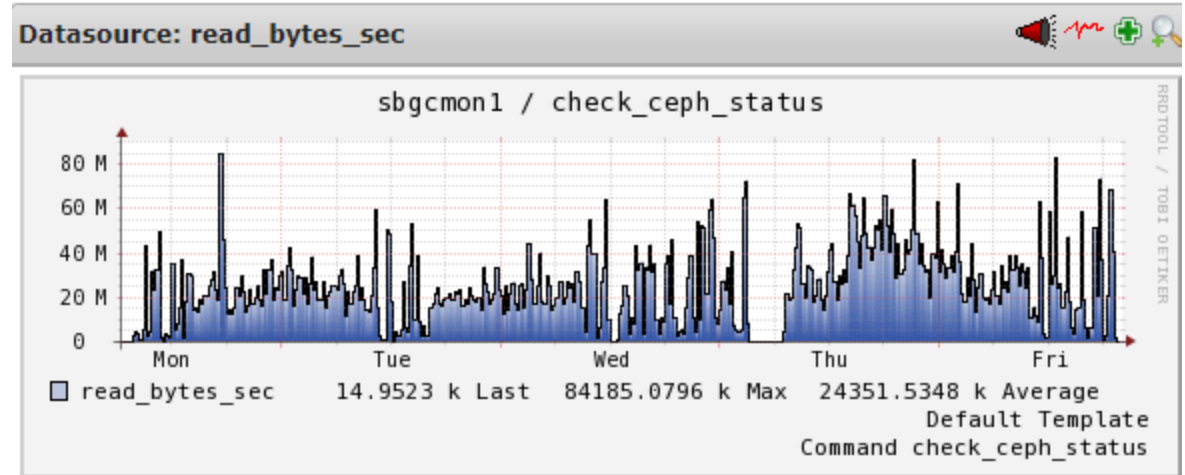 Datasource: read_bytes_sec
sbgcmon1 / check_ceph_status
80 M
60 M
40 M
20 M
0
Mon Tue Wed Thu Fri
read_bytes_sec 14.9523 k Last 84185.0796 k Max 24351.5348 k Average
Default Template
Command check_ceph_status
RRDTOOL / TOBI OETIKER